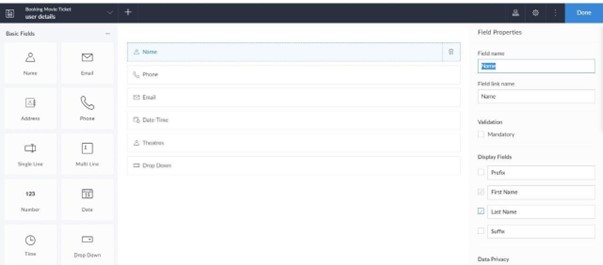 Booking Movie Ticket
user details
Done
Basic Fields
Name
Email
Address
Phone
Single Line
Multi Line
123
Number
Date
Time
Drop Down
Name
Phone
Email
Date-Time
Theatres
Drop Down
Field Properties
Field name
Name
Field link name
Name
Validation
Mandatory
Display Fields
Prefix
First Name
Last Name
Suffix
Data Privacy